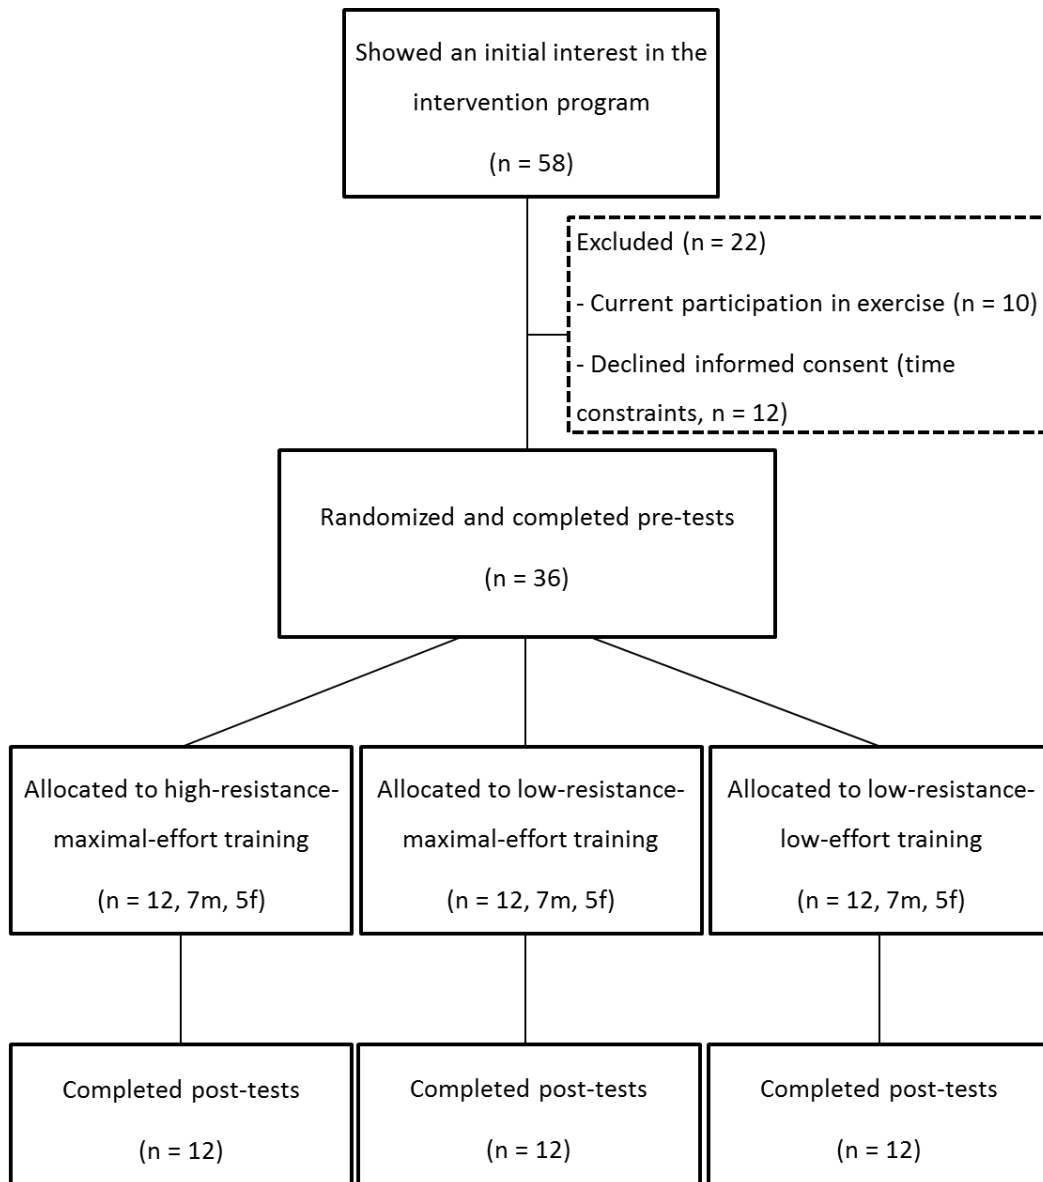 Showed an initial interest in the
intervention program
(n = 58)
Excluded (n = 22)
- Current participation in exercise (n = 10)
- Declined informed consent (time
constraints, n = 12)
Randomized and completed pre-tests
(n = 36)
Allocated to high-resistance-
maximal-effort training
(n = 12, 7m, 5f)
Allocated to low-resistance-
maximal-effort training
(n = 12, 7m, 5f)
Allocated to low-resistance-
low-effort training
(n = 12, 7m, 5f)
Completed post-tests
(n = 12)
Completed post-tests
(n = 12)
Completed post-tests
(n = 12)